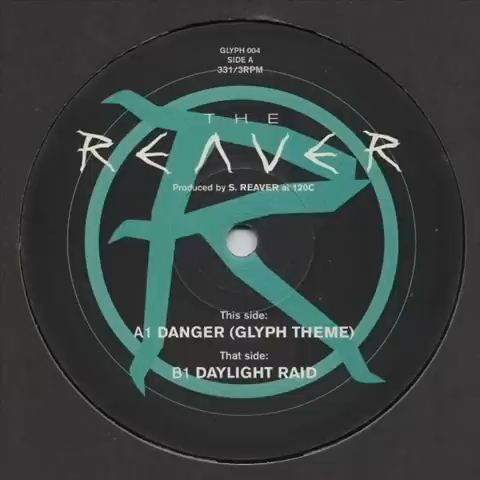 GLYPH 004
SIDE A
331/3RPM
THE
REAVER
Produced by S. REAVER at 120C
This side:
A1 DANGER (GLYPH THEME)
That side:
B1 DAYLIGHT RAID